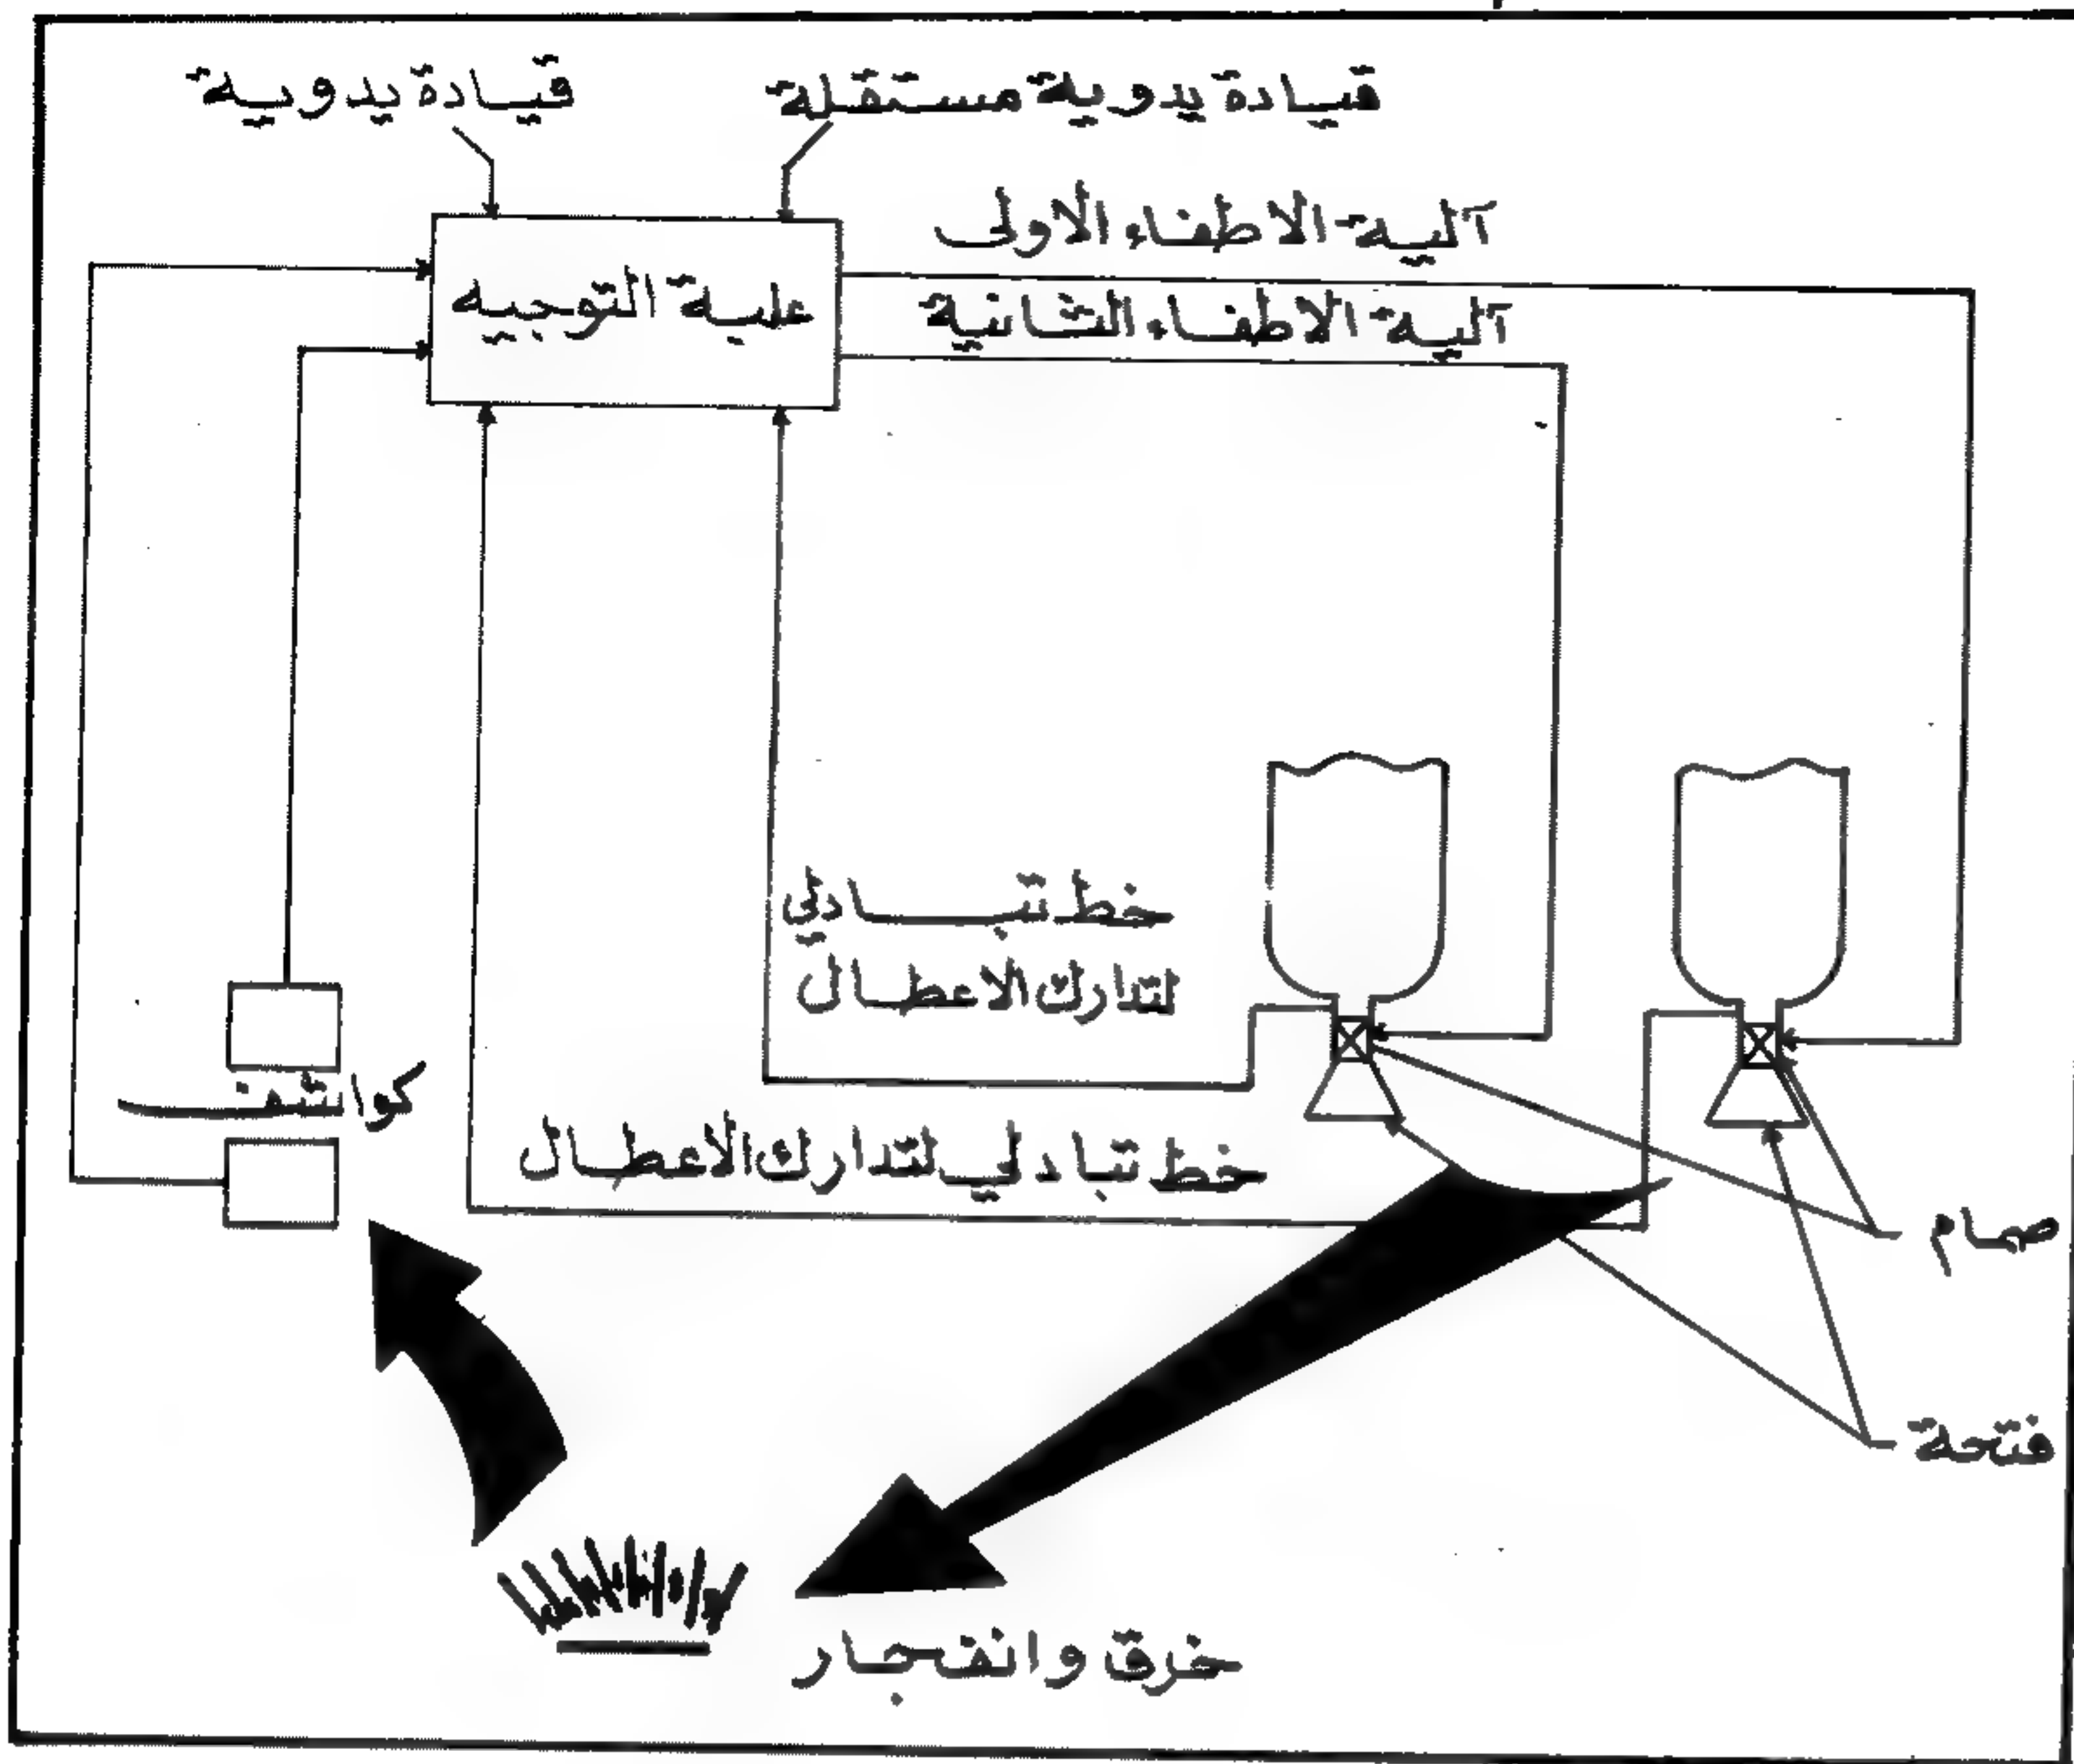 قيادة يدوية مستقلة
قيادة يدوية
آلية الاطفاء الاولى
علبة التوجيه
آلية الاطفاء الثانية
خط تبادلي
لتدارك الاعطال
كواشف
خط تبادلي لتدارك الاعطال
صمام
فتحة
خرق وانفجار